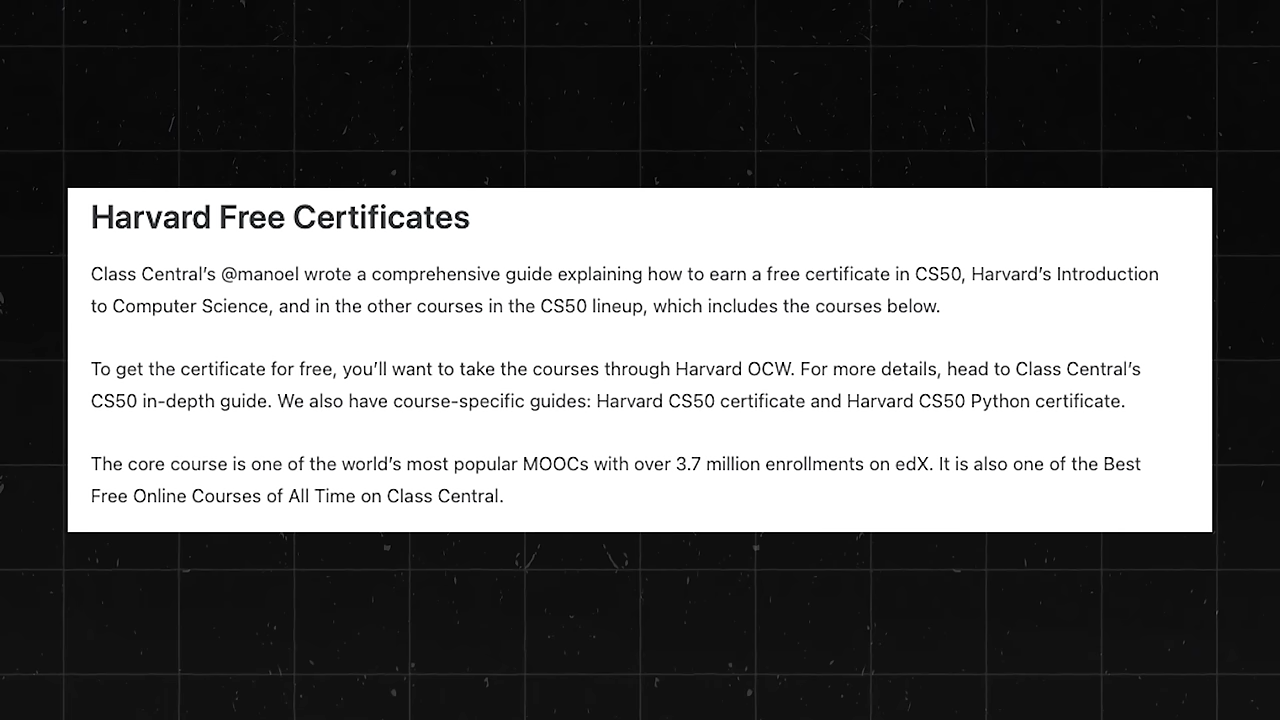 Harvard Free Certificates
Class Central’s @manoel wrote a comprehensive guide explaining how to earn a free certificate in CS50, Harvard’s Introduction
to Computer Science, and in the other courses in the CS50 lineup, which includes the courses below.
To get the certificate for free, you’ll want to take the courses through Harvard OCW. For more details, head to Class Central’s
CS50 in-depth guide. We also have course-specific guides: Harvard CS50 certificate and Harvard CS50 Python certificate.
The core course is one of the world’s most popular MOOCs with over 3.7 million enrollments on edX. It is also one of the Best
Free Online Courses of All Time on Class Central.